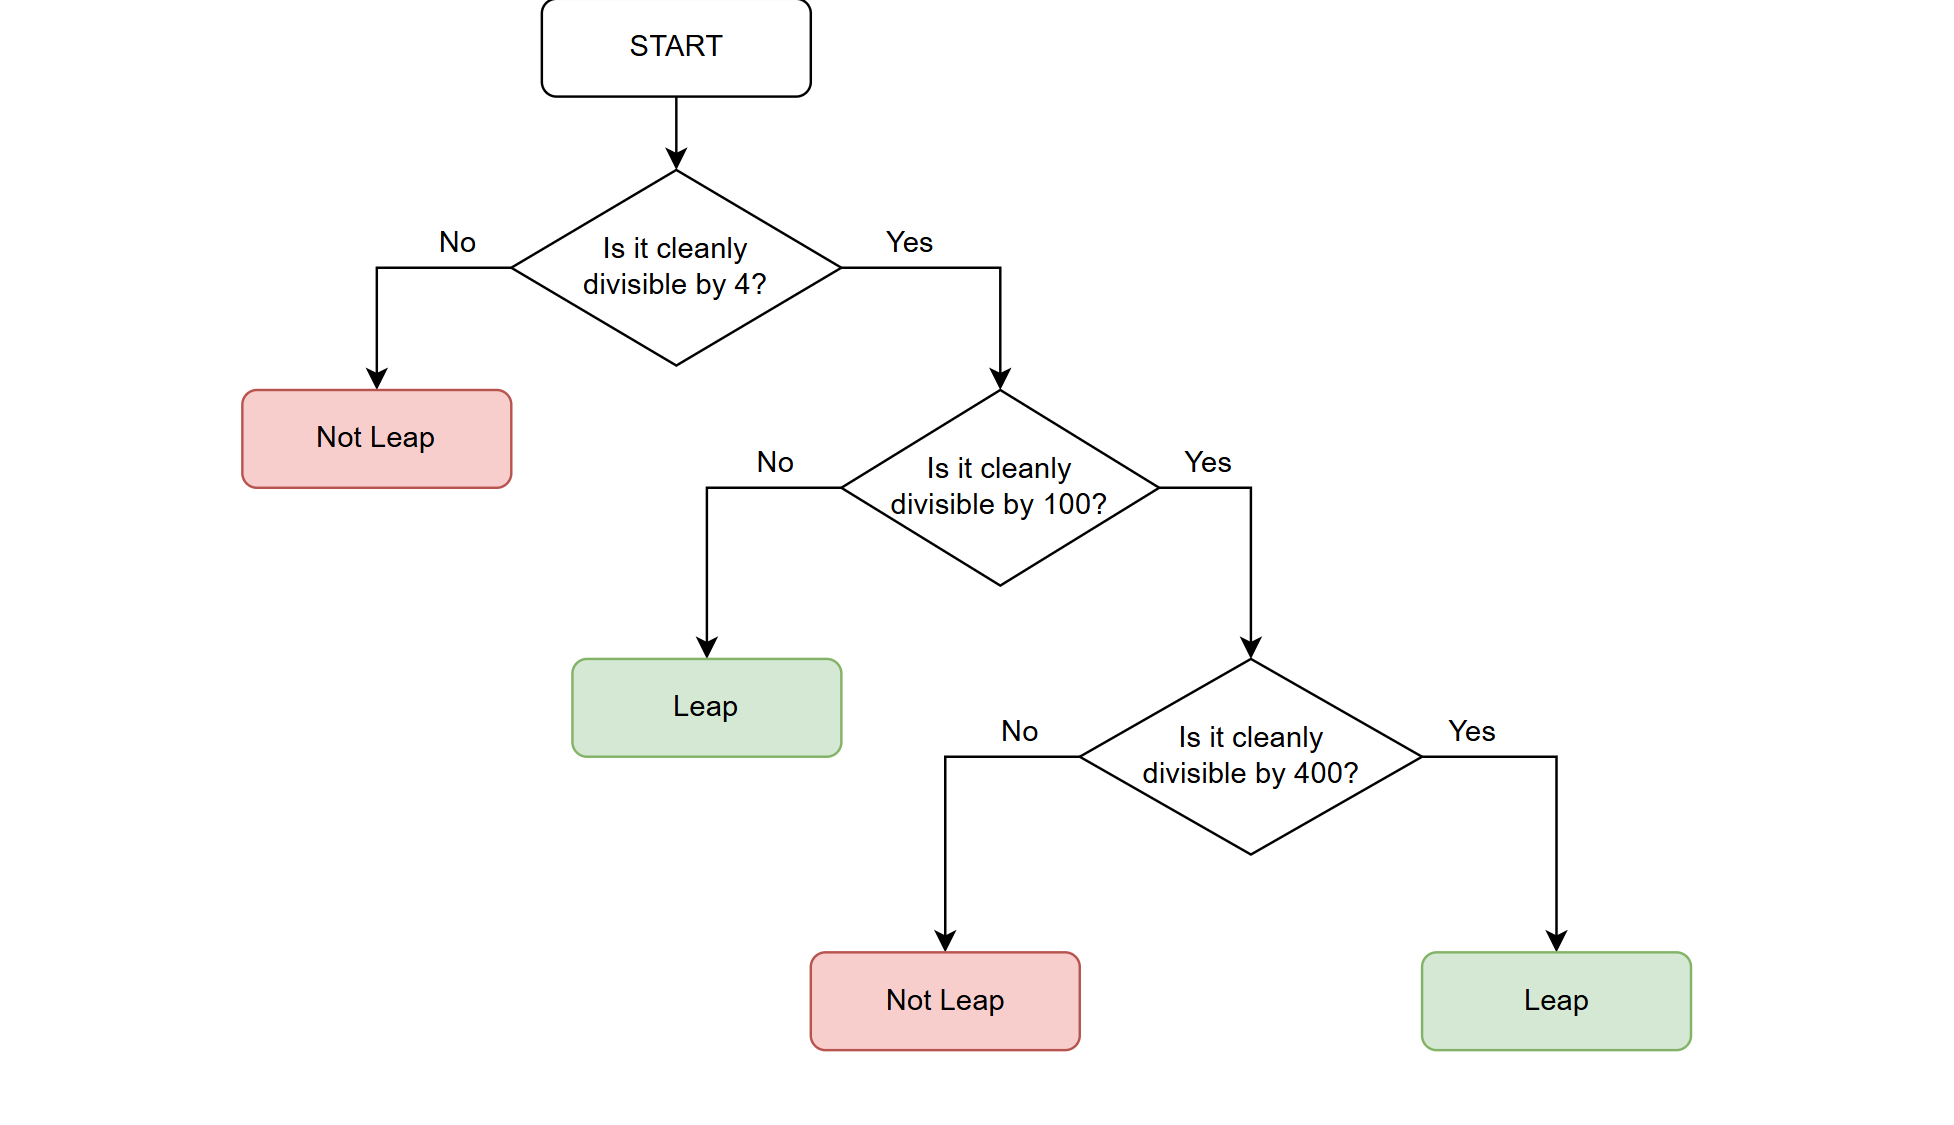 START
No
Is it cleanly
divisible by 4?
Yes
Not Leap
No
Is it cleanly
divisible by 100?
Yes
Leap
No
Is it cleanly
divisible by 400?
Yes
Not Leap
Leap